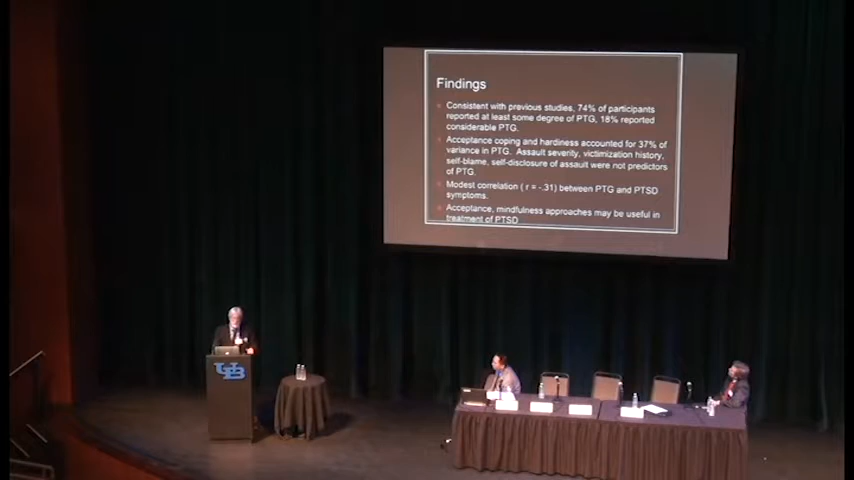 Findings
Consistent with previous studies, 74% of participants
reported at least some degree of PTG, 18% reported
considerable PTG.
Acceptance coping and hardiness accounted for 37% of
variance in PTG. Assault severity, victimization history,
self-blame, self-disclosure of assault were not predictors
of PTG.
Modest correlation ( r = -.31) between PTG and PTSD
symptoms.
Acceptance, mindfulness approaches may be useful in
treatment of PTSD
UB